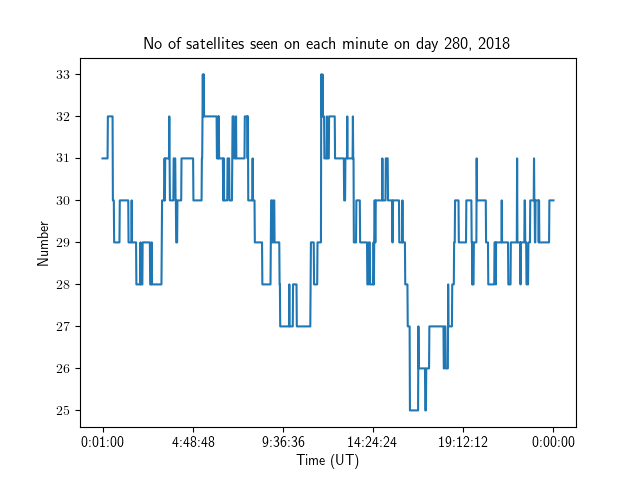 No of satellites seen on each minute on day 280, 2018
33
32
31
30
29
28
27
26
25
Number
0:01:00 4:48:48 9:36:36 14:24:24 19:12:12 0:00:00
Time (UT)